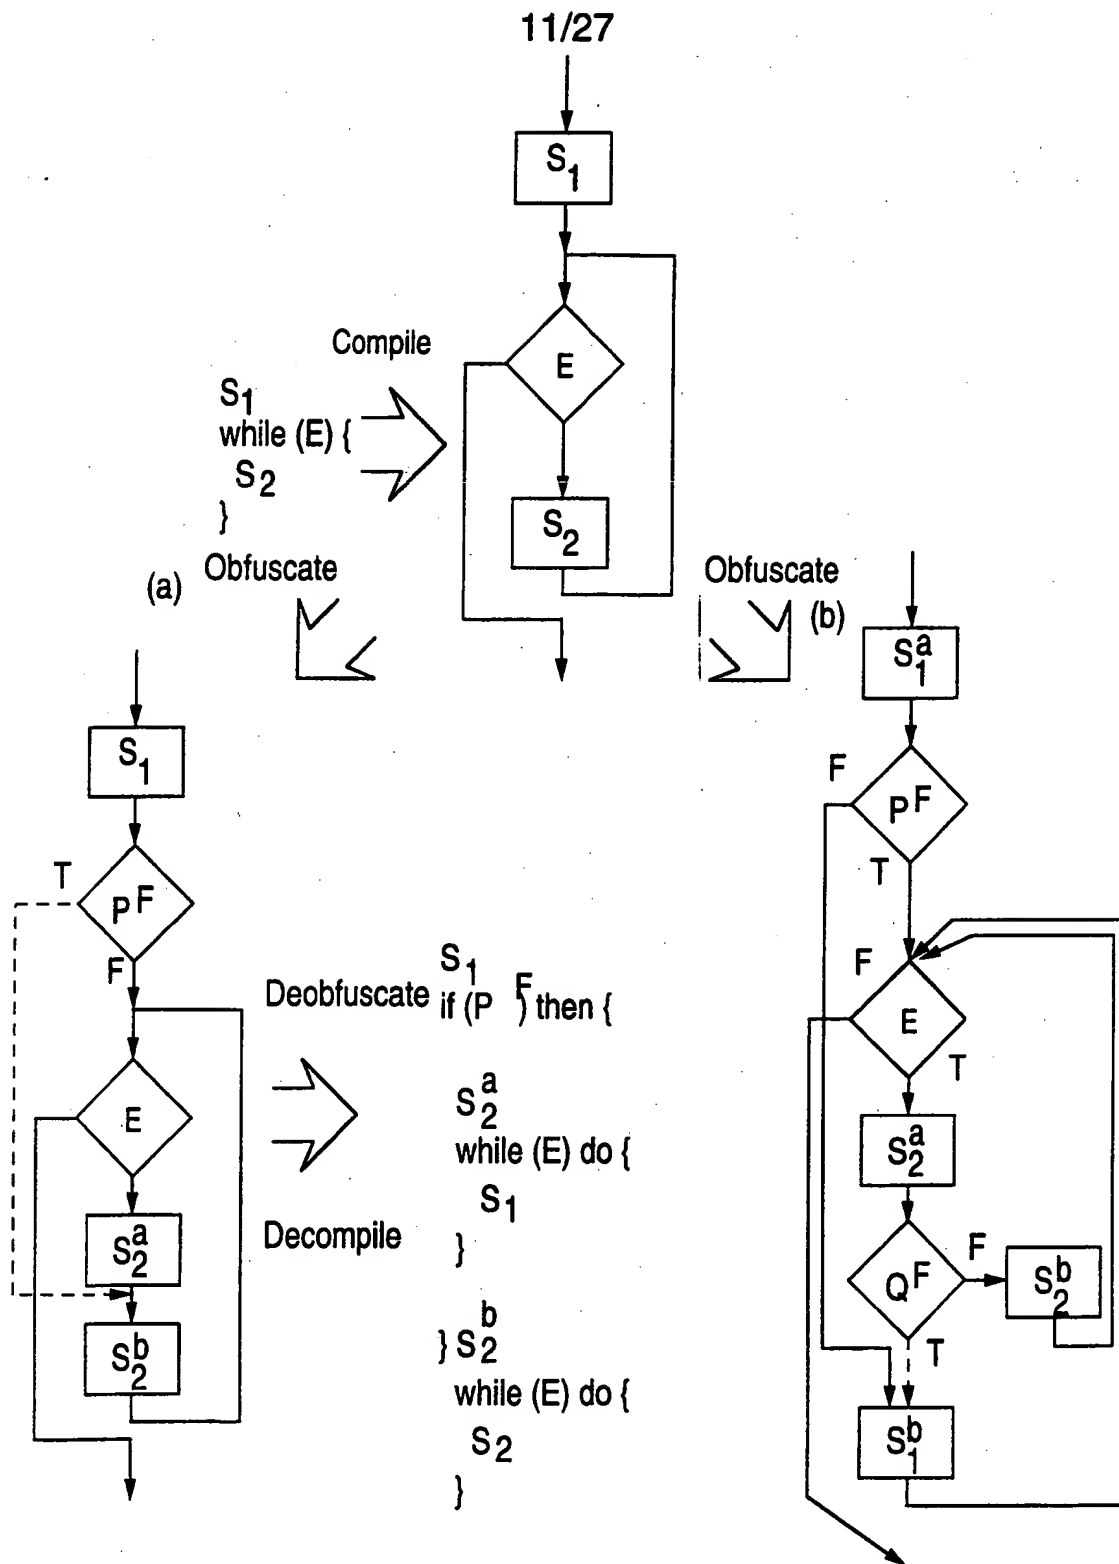 11/27
S1
E
Compile
S1
while (E) {
S2
}
S2
(a)
Obfuscate
Obfuscate
(b)
S1
T
PF
F
E
S2a
S2b
Deobfuscate
Decompile
S1
if (P F) then {
S2a
while (E) do {
S1
}
} S2b
while (E) do {
S2
}
S1a
F
PF
T
F
E
T
S2a
QF
F
S2b
T
S1b